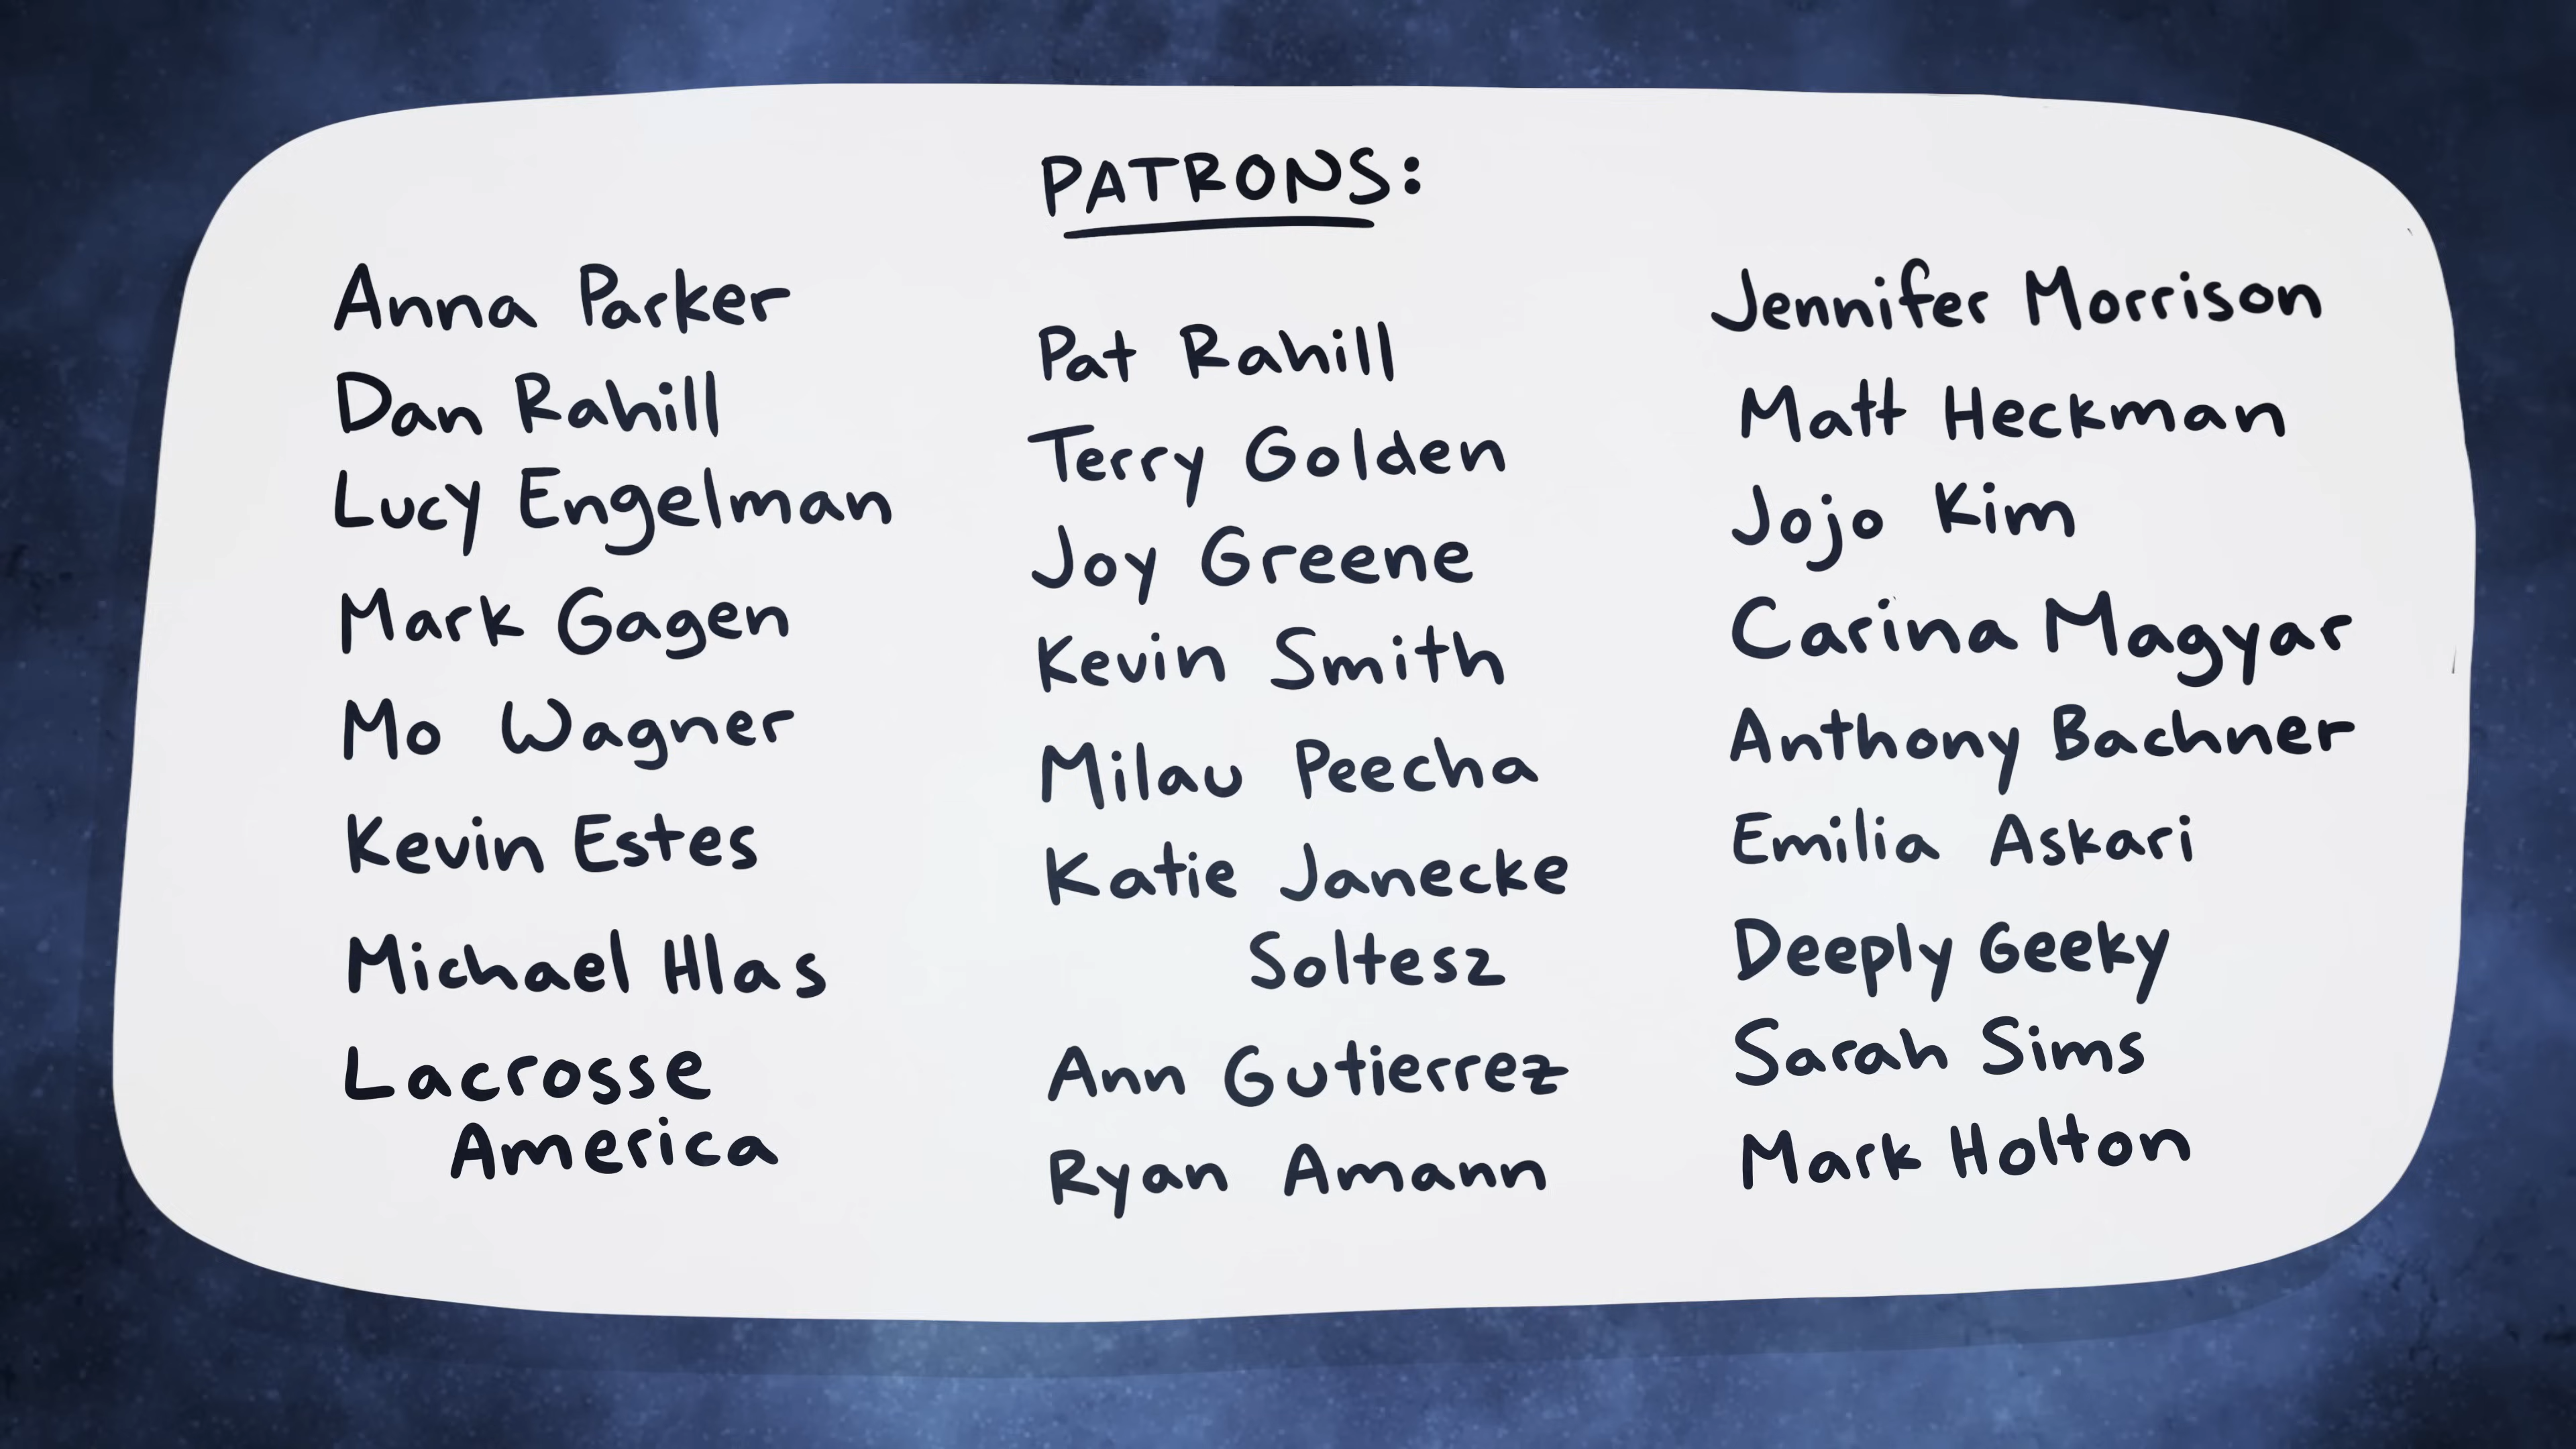 PATRONS:
Anna Parker
Dan Rahill
Lucy Engelman
Mark Gagen
Mo Wagner
Kevin Estes
Michael Hlas
Lacrosse
America
Pat Rahill
Terry Golden
Joy Greene
Kevin Smith
Milau Peecha
Katie Janecke
Soltesz
Ann Gutierrez
Ryan Amann
Jennifer Morrison
Matt Heckman
Jojo Kim
Carina Magyar
Anthony Bachner
Emilia Askari
Deeply Geeky
Sarah Sims
Mark Holton